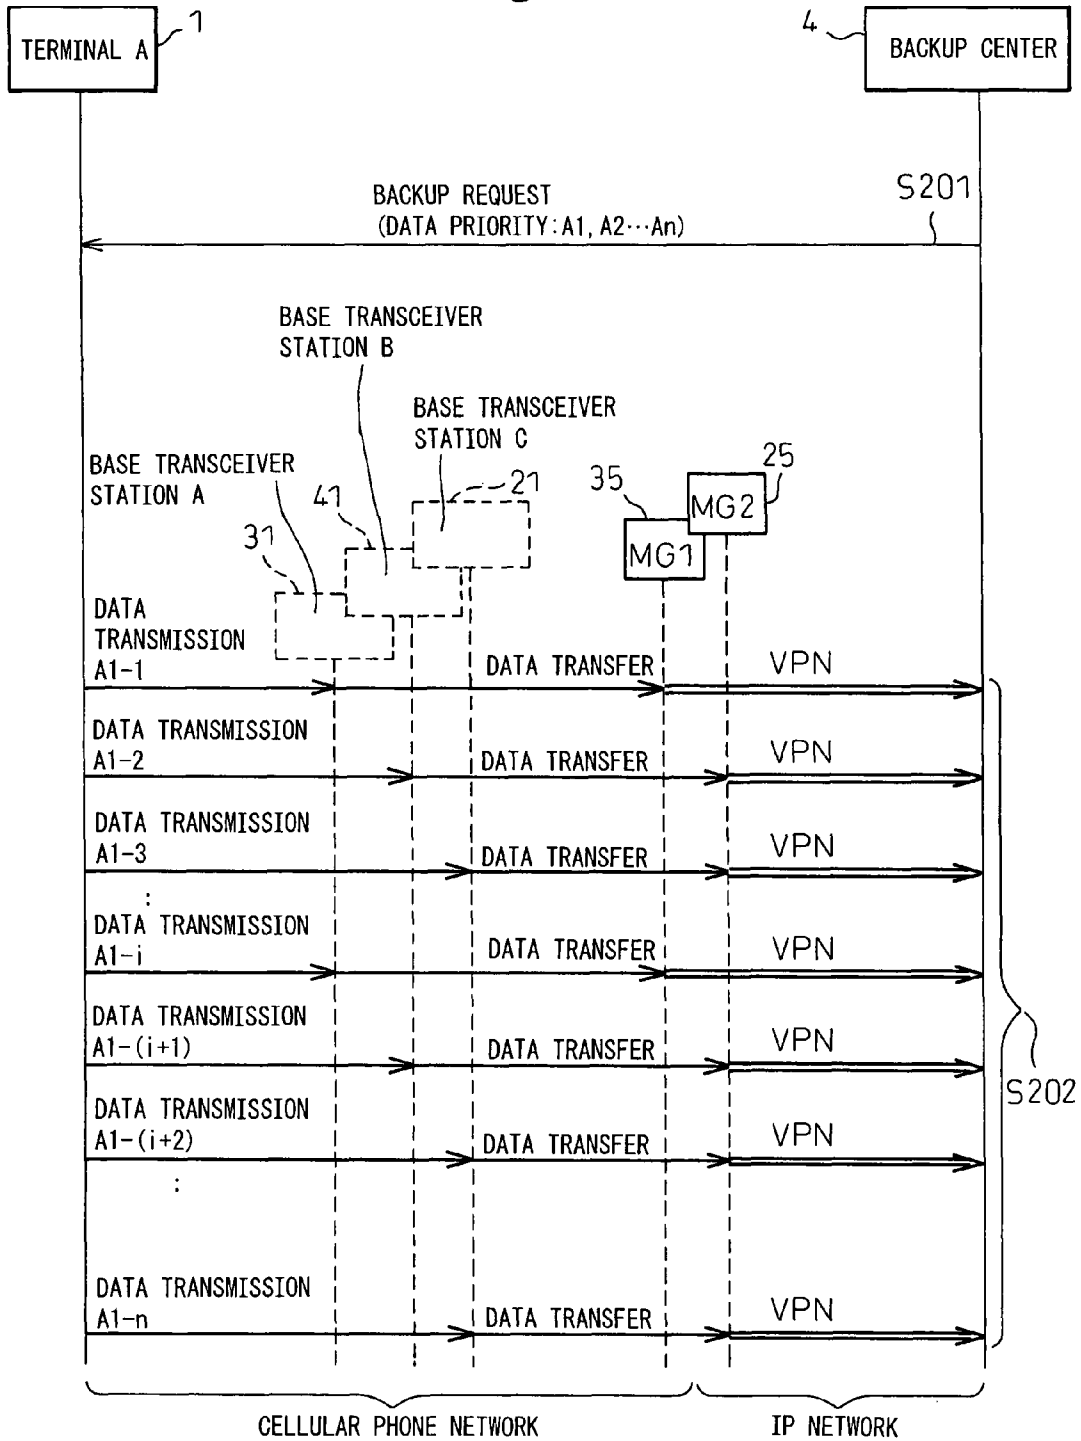 1
TERMINAL A
4
BACKUP CENTER
BACKUP REQUEST
(DATA PRIORITY:A1, A2···An)
S201
BASE TRANSCEIVER
STATION B
BASE TRANSCEIVER
STATION C
BASE TRANSCEIVER
STATION A
31
41
21
35
25
MG2
MG1
DATA
TRANSMISSION
A1-1
DATA TRANSFER
VPN
DATA TRANSMISSION
A1-2
DATA TRANSFER
VPN
DATA TRANSMISSION
A1-3
DATA TRANSFER
VPN
:
DATA TRANSMISSION
A1-i
DATA TRANSFER
VPN
DATA TRANSMISSION
A1-(i+1)
DATA TRANSFER
VPN
S202
DATA TRANSMISSION
A1-(i+2)
DATA TRANSFER
VPN
:
DATA TRANSMISSION
A1-n
DATA TRANSFER
VPN
CELLULAR PHONE NETWORK
IP NETWORK